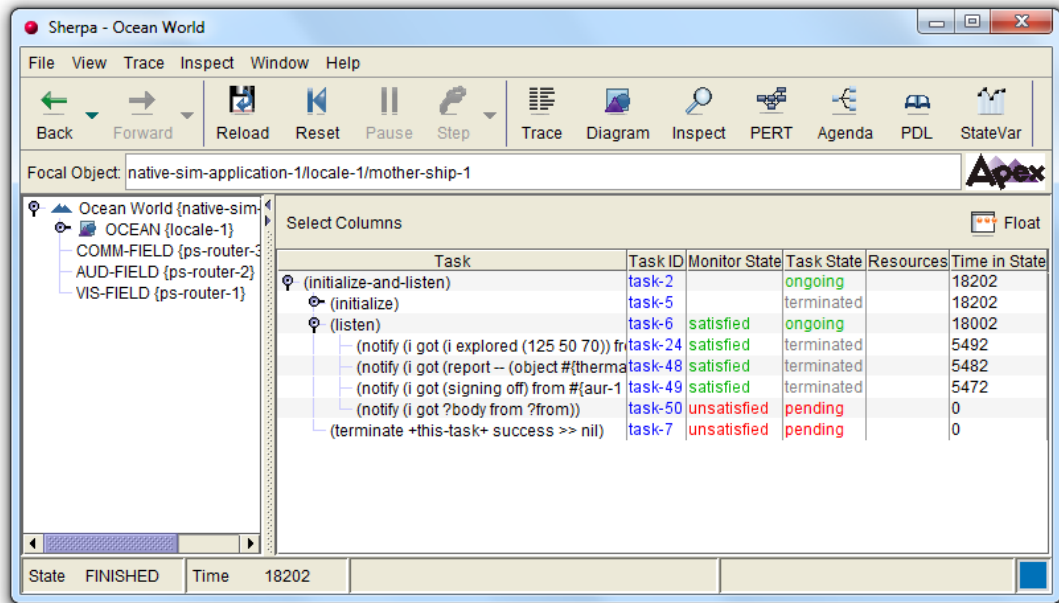 Sherpa - Ocean World
File View Trace Inspect Window Help
Back Forward Reload Reset Pause Step Trace Diagram Inspect PERT Agenda PDL StateVar
Focal Object: native-sim-application-1/locale-1/mother-ship-1 Apex
Ocean World {native-sim-
OCEAN {locale-1}
COMM-FIELD {ps-router-3
AUD-FIELD {ps-router-2}
VIS-FIELD {ps-router-1}
Select Columns Float
Task Task ID Monitor State Task State Resources Time in State
(initialize-and-listen) task-2 ongoing 18202
(initialize) task-5 terminated 18202
(listen) task-6 satisfied ongoing 18002
(notify (i got (i explored (125 50 70)) fro task-24 satisfied terminated 5492
(notify (i got (report -- (object #{therma task-48 satisfied terminated 5482
(notify (i got (signing off) from #{aur-1 task-49 satisfied terminated 5472
(notify (i got ?body from ?from)) task-50 unsatisfied pending 0
(terminate +this-task+ success >> nil) task-7 unsatisfied pending 0
State FINISHED Time 18202